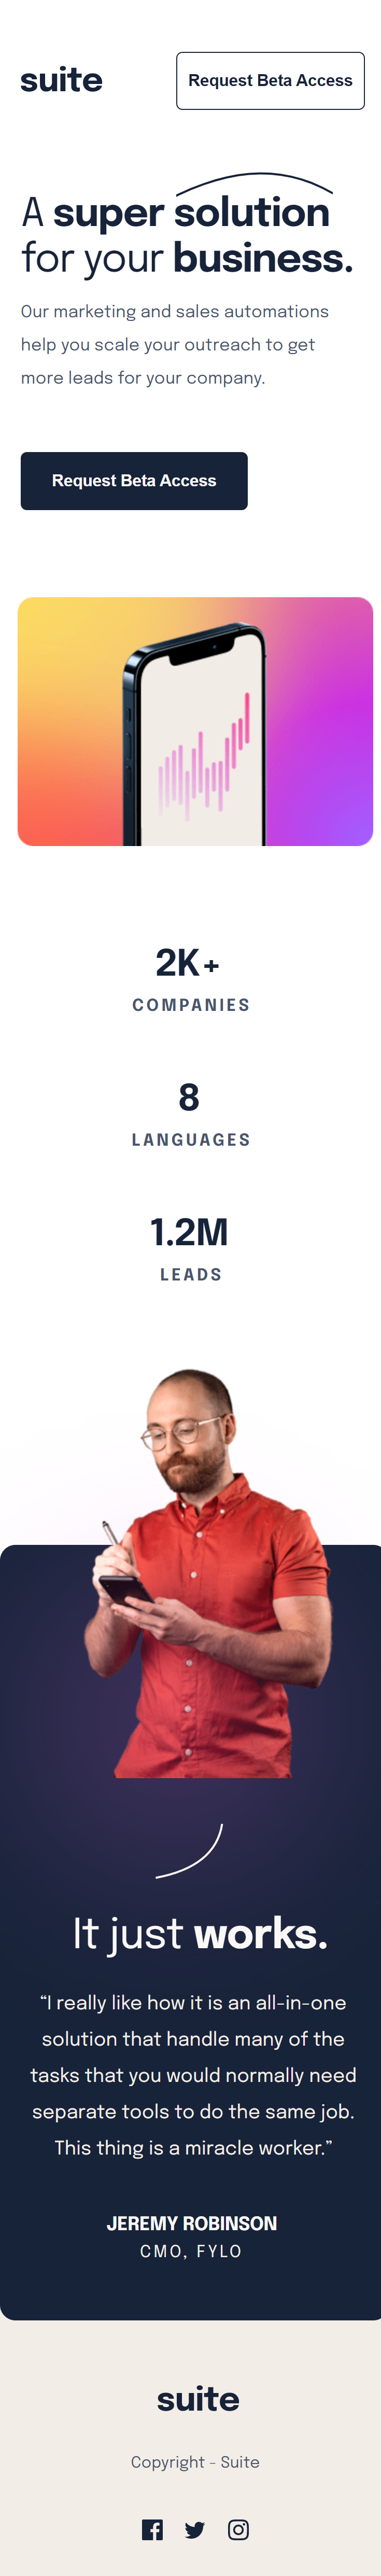 suite
Request Beta Access
A super solution
for your business.
Our marketing and sales automations
help you scale your outreach to get
more leads for your company.
Request Beta Access
2K+
COMPANIES
8
LANGUAGES
1.2M
LEADS
It just works.
“I really like how it is an all-in-one
solution that handle many of the
tasks that you would normally need
separate tools to do the same job.
This thing is a miracle worker.”
JEREMY ROBINSON
CMO, FYLO
suite
Copyright - Suite